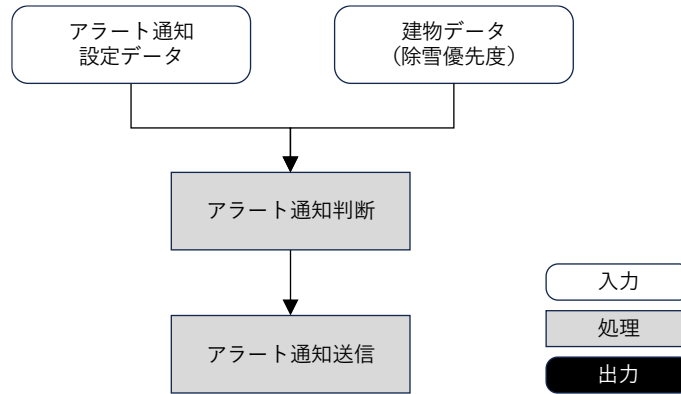 アラート通知
設定データ
建物データ
（除雪優先度）
アラート通知判断
アラート通知送信
入力
処理
出力